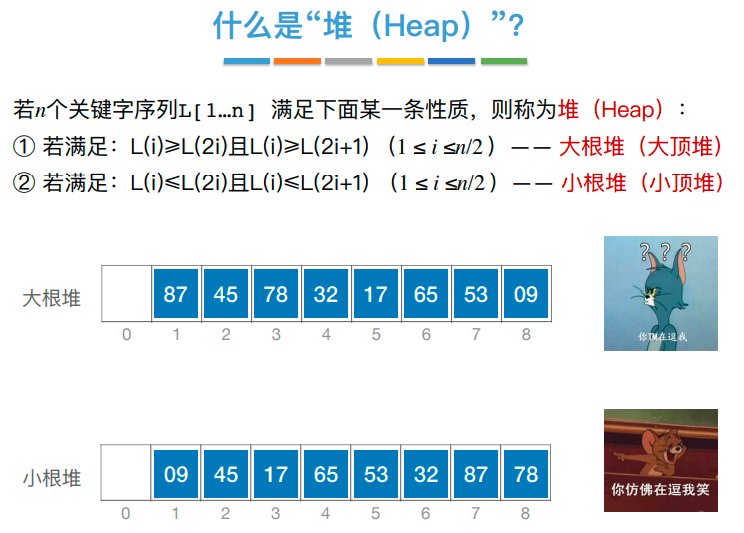 什么是“堆（Heap）”?
若n个关键字序列L[1…n] 满足下面某一条性质，则称为堆（Heap）:
① 若满足：L(i)≥L(2i)且L(i)≥L(2i+1) （1 ≤ i ≤n/2 ）—— 大根堆（大顶堆）
② 若满足：L(i)≤L(2i)且L(i)≤L(2i+1) （1 ≤ i ≤n/2 ）—— 小根堆（小顶堆）
? ? ?
大根堆 87 45 78 32 17 65 53 09
0 1 2 3 4 5 6 7 8
你TM在逗我
小根堆 09 45 17 65 53 32 87 78
你仿佛在逗我笑
0 1 2 3 4 5 6 7 8